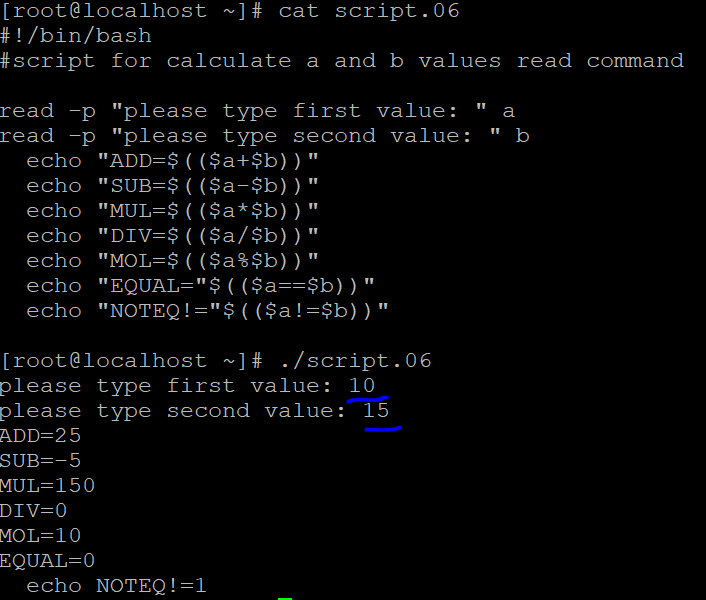 [root@localhost ~]# cat script.06
#!/bin/bash
#script for calculate a and b values read command
read -p "please type first value: " a
read -p "please type second value: " b
  echo "ADD=$(($a+$b))"
  echo "SUB=$(($a-$b))"
  echo "MUL=$(($a*$b))"
  echo "DIV=$(($a/$b))"
  echo "MOL=$(($a%$b))"
  echo "EQUAL="$(($a==$b))"
  echo "NOTEQ!="$(($a!=$b))"
[root@localhost ~]# ./script.06
please type first value: 10
please type second value: 15
ADD=25
SUB=-5
MUL=150
DIV=0
MOL=10
EQUAL=0
  echo NOTEQ!=1